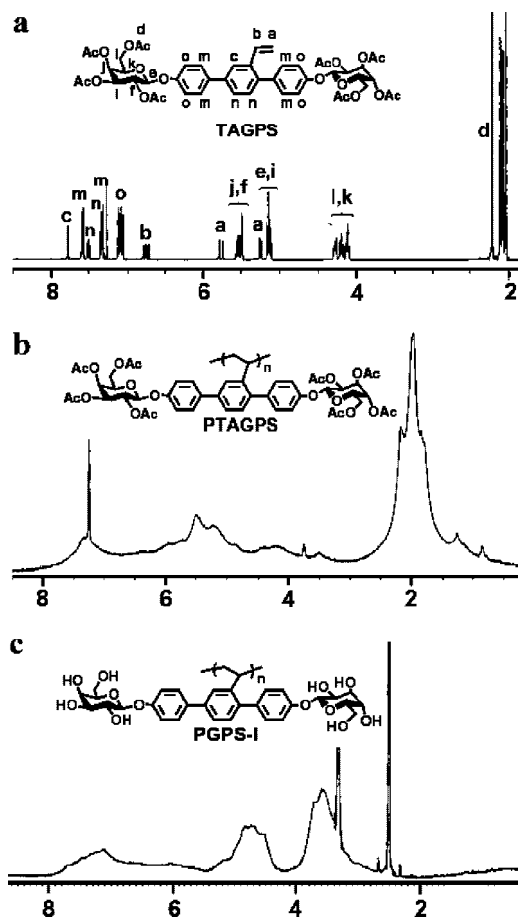 a
d
b a
OAc
AcO
l
k
e
AcO
i
f
OAc
o m c m o
o m n n m o
OAc
AcO
OAc
AcO
TAGPS
d
e,i
j,f
l,k
m
m
o
c
n
n
b
a
a
8 6 4 2
b
AcO OAc
AcO
OAc
n
OAc
AcO
OAc
AcO
PTAGPS
8 6 4 2
c
HO OH
HO
OH
n
HO OH
OH
HO
PGPS-I
8 6 4 2